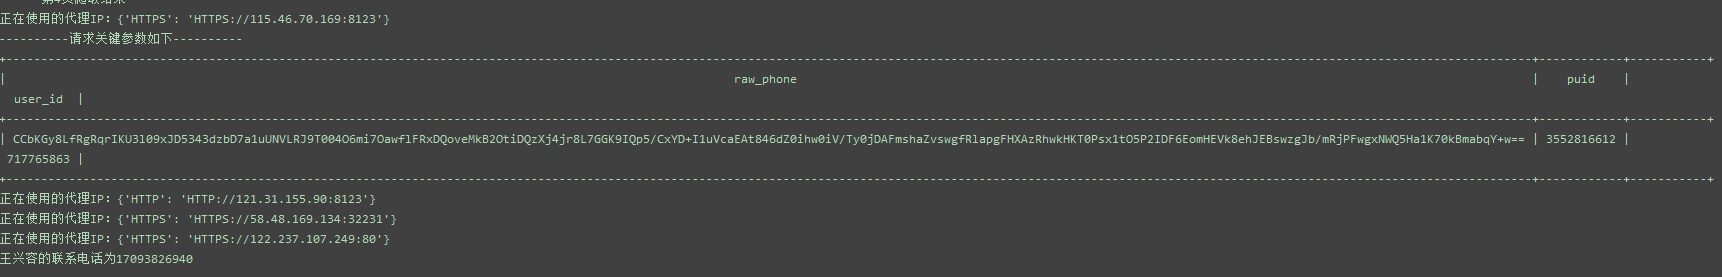 正在使用的代理IP: {'HTTPS': 'HTTPS://115.46.70.169:8123'}
----------请求关键参数如下----------
| raw_phone | puid |
user_id |
| CCbKGy8LfRgRqrIKU3l09xJD5343dzbD7a1uUNVLRJ9T004O6mi7OawflFRxDQoveMkB2OtiDQzXj4jr8L7GGK9IQp5/CxYD+I1uVcaEAt846dZ0ihw0iV/Ty0jDAFmshaZvswgfRlapgFHXAzRhwkHKT0Psx1tO5P2IDF6EomHEVk8ehJEBswzgJb/mRjPFwgxNWQ5Ha1K70kBmabqY+w== | 3552816612 |
717765863 |
正在使用的代理IP: {'HTTP': 'HTTP://121.31.155.90:8123'}
正在使用的代理IP: {'HTTPS': 'HTTPS://58.48.169.134:32231'}
正在使用的代理IP: {'HTTPS': 'HTTPS://122.237.107.249:80'}
王兴容的联系电话为17093826940